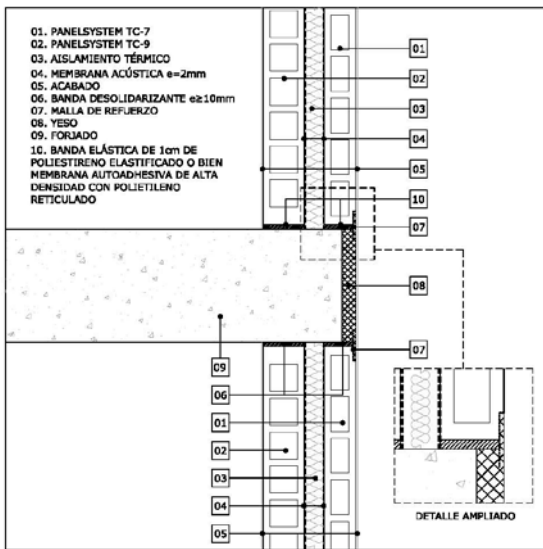 01. PANELSYSTEM TC-7
02. PANELSYSTEM TC-9
03. AISLAMIENTO TÉRMICO
04. MEMBRANA ACÚSTICA e=2mm
05. ACABADO
06. BANDA DESOLIDARIZANTE e≥10mm
07. MALLA DE REFUERZO
08. YESO
09. FORJADO
10. BANDA ELÁSTICA DE 1cm DE
POLIESTIRENO ELASTIFICADO O BIEN
MEMBRANA AUTOADHESIVA DE ALTA
DENSIDAD CON POLIETILENO
RETICULADO
01
02
03
04
05
10
07
08
07
09
06
01
02
03
04
05
DETALLE AMPLIADO